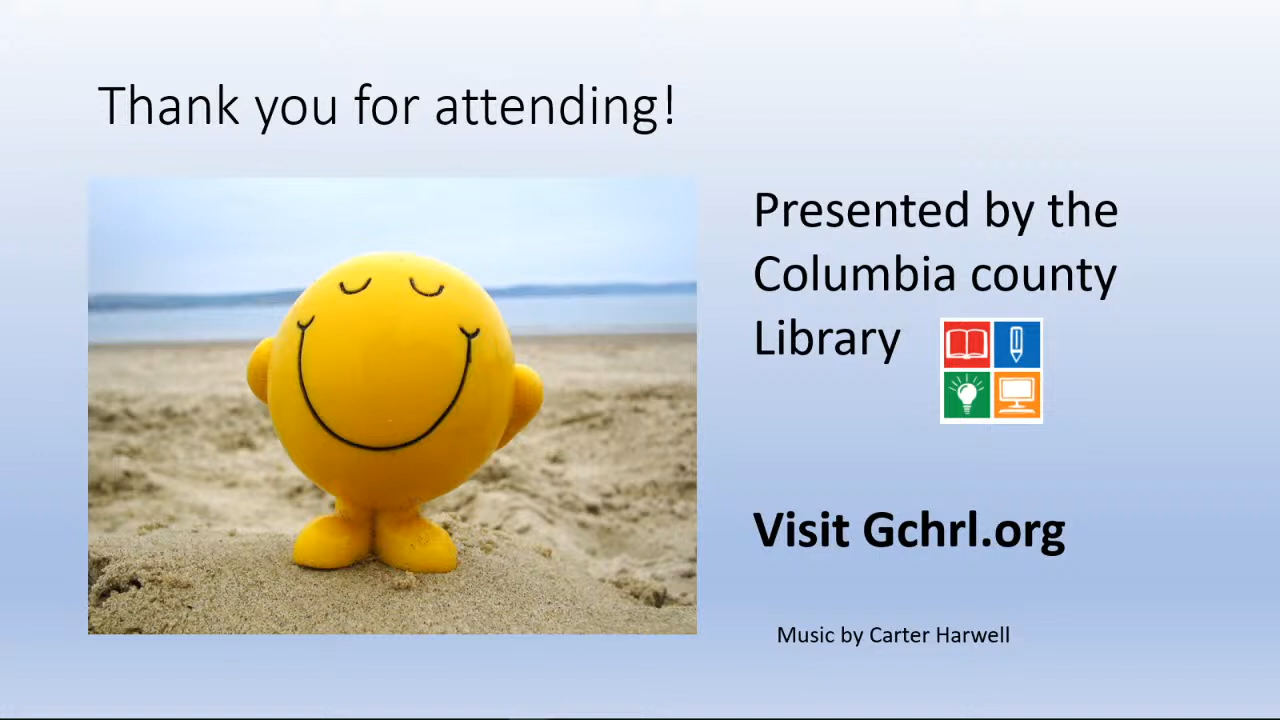 Thank you for attending!
Presented by the
Columbia county
Library
Visit Gchrl.org
Music by Carter Harwell